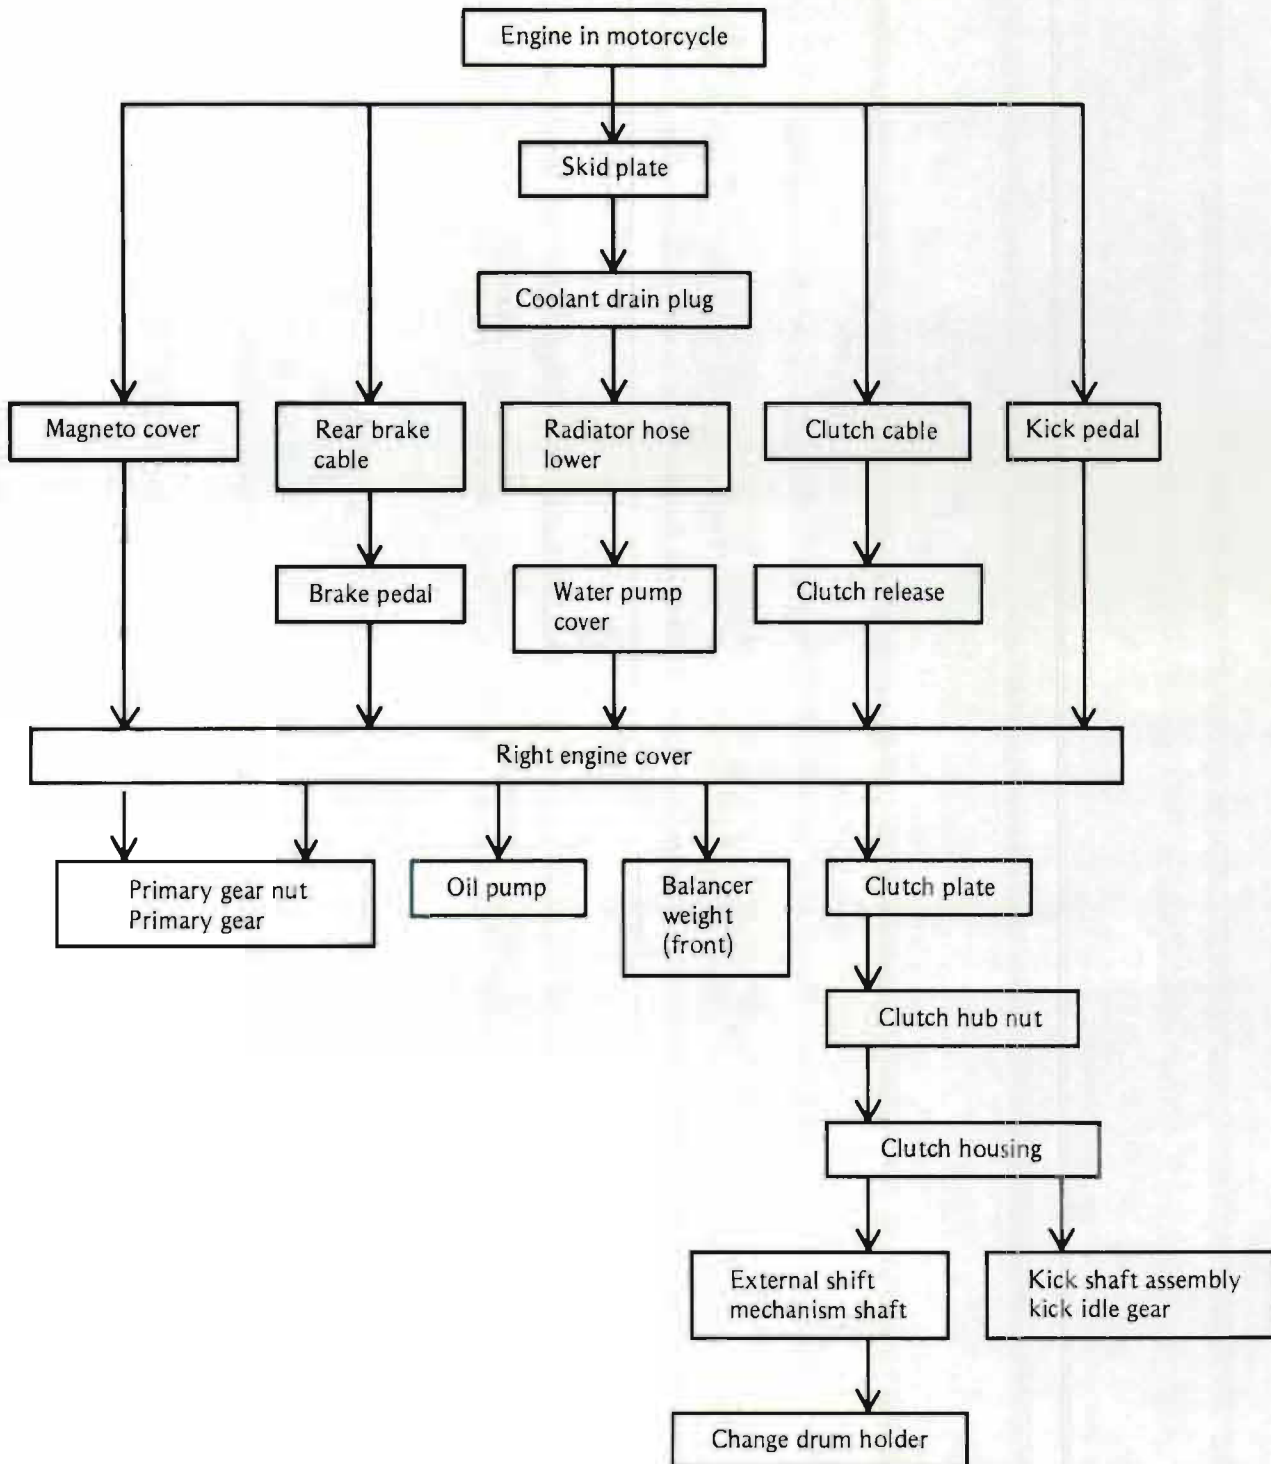 Engine in motorcycle
Skid plate
Coolant drain plug
Magneto cover
Rear brake
cable
Radiator hose
lower
Clutch cable
Kick pedal
Brake pedal
Water pump
cover
Clutch release
Right engine cover
Primary gear nut
Primary gear
Oil pump
Balancer
weight
(front)
Clutch plate
Clutch hub nut
Clutch housing
External shift
mechanism shaft
Kick shaft assembly
kick idle gear
Change drum holder